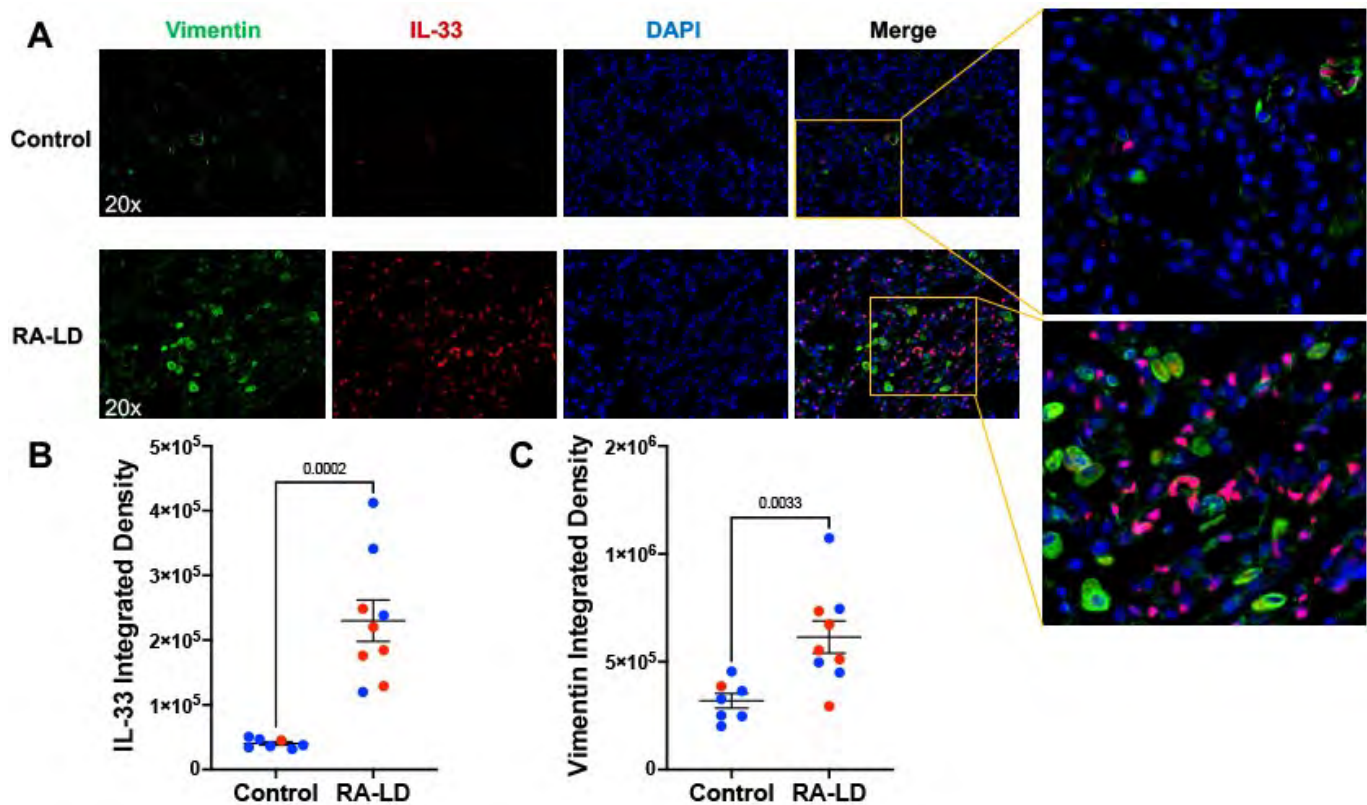 A
Vimentin IL-33 DAPI Merge
Control
20x
RA-LD
20x
B
IL-33 Integrated Density
5×10⁵
4×10⁵
3×10⁵
2×10⁵
1×10⁵
0
0.0002
Control RA-LD
C
Vimentin Integrated Density
2×10⁶
1×10⁶
5×10⁵
0
0.0033
Control RA-LD